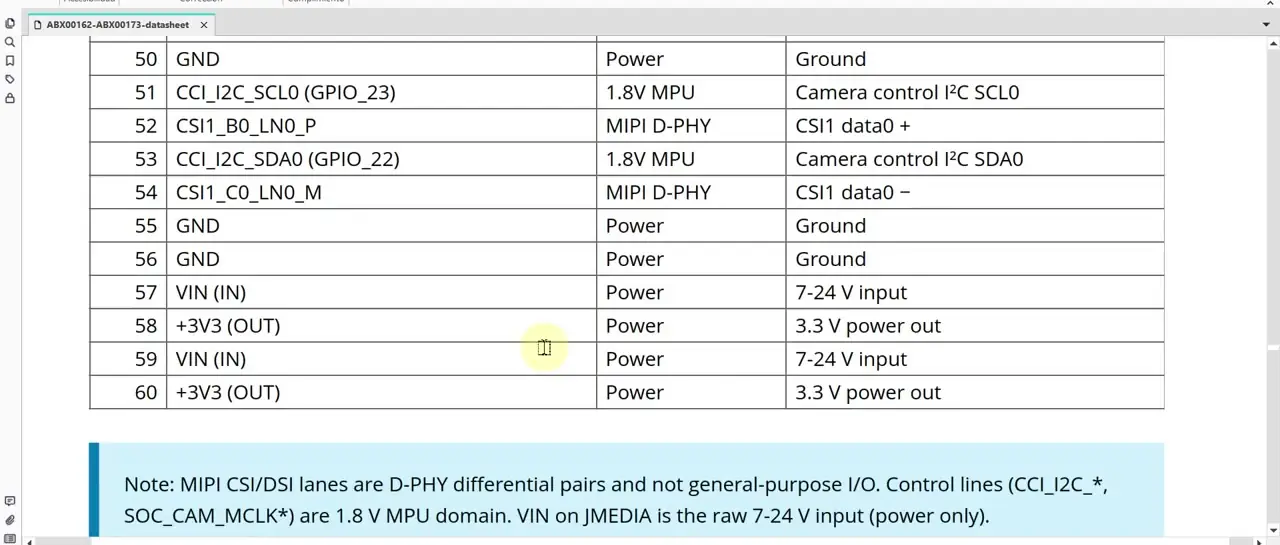 ABX00162-ABX00173-datasheet
50 GND Power Ground
51 CCI_I2C_SCL0 (GPIO_23) 1.8V MPU Camera control I²C SCL0
52 CSI1_B0_LN0_P MIPI D-PHY CSI1 data0 +
53 CCI_I2C_SDA0 (GPIO_22) 1.8V MPU Camera control I²C SDA0
54 CSI1_C0_LN0_M MIPI D-PHY CSI1 data0 −
55 GND Power Ground
56 GND Power Ground
57 VIN (IN) Power 7-24 V input
58 +3V3 (OUT) Power 3.3 V power out
59 VIN (IN) Power 7-24 V input
60 +3V3 (OUT) Power 3.3 V power out
Note: MIPI CSI/DSI lanes are D-PHY differential pairs and not general-purpose I/O. Control lines (CCI_I2C_*,
SOC_CAM_MCLK*) are 1.8 V MPU domain. VIN on JMEDIA is the raw 7-24 V input (power only).